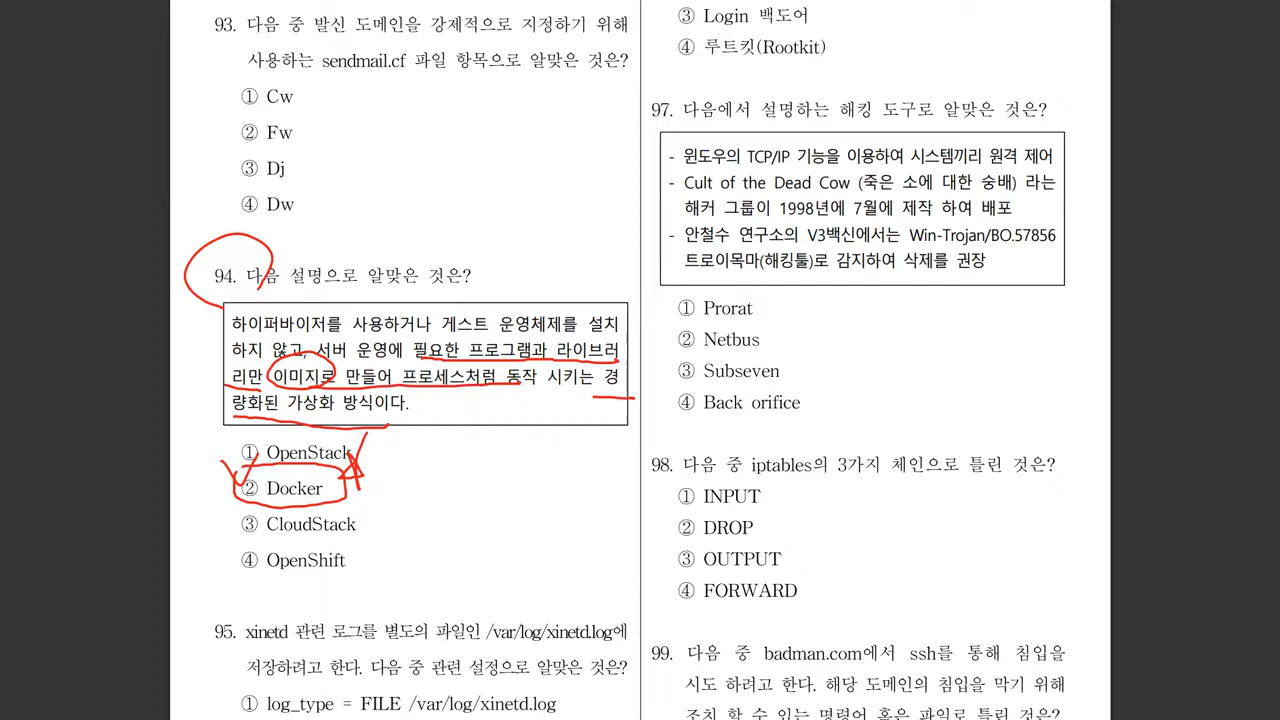 93. 다음 중 발신 도메인을 강제적으로 지정하기 위해
사용하는 sendmail.cf 파일 항목으로 알맞은 것은?
① Cw
② Fw
③ Dj
④ Dw
94. 다음 설명으로 알맞은 것은?
하이퍼바이저를 사용하거나 게스트 운영체제를 설치
하지 않고, 서버 운영에 필요한 프로그램과 라이브러
리만 이미지로 만들어 프로세스처럼 동작 시키는 경
량화된 가상화 방식이다.
① OpenStack
② Docker
③ CloudStack
④ OpenShift
95. xinetd 관련 로그를 별도의 파일인 /var/log/xinetd.log에
저장하려고 한다. 다음 중 관련 설정으로 알맞은 것은?
① log_type = FILE /var/log/xinetd.log
③ Login 백도어
④ 루트킷(Rootkit)
97. 다음에서 설명하는 해킹 도구로 알맞은 것은?
- 윈도우의 TCP/IP 기능을 이용하여 시스템끼리 원격 제어
- Cult of the Dead Cow (죽은 소에 대한 숭배) 라는
해커 그룹이 1998년에 7월에 제작 하여 배포
- 안철수 연구소의 V3백신에서는 Win-Trojan/BO.57856
트로이목마(해킹툴)로 감지하여 삭제를 권장
① Prorat
② Netbus
③ Subseven
④ Back orifice
98. 다음 중 iptables의 3가지 체인으로 틀린 것은?
① INPUT
② DROP
③ OUTPUT
④ FORWARD
99. 다음 중 badman.com에서 ssh를 통해 침입을
시도 하려고 한다. 해당 도메인의 침입을 막기 위해
조치 할 수 있는 명령어 혹은 파일로 틀린 것은?